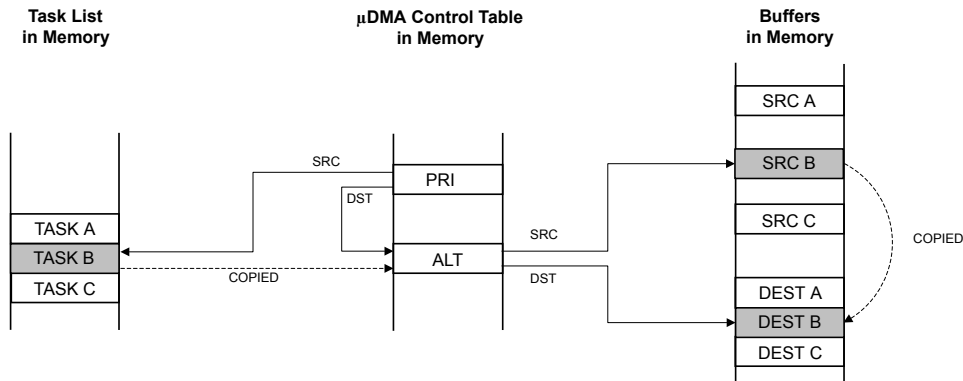 Task List
in Memory
μDMA Control Table
in Memory
Buffers
in Memory
SRC A
SRC
SRC B
PRI
DST
TASK A
SRC C
SRC
COPIED
TASK B
ALT
COPIED
DST
TASK C
DEST A
DEST B
DEST C